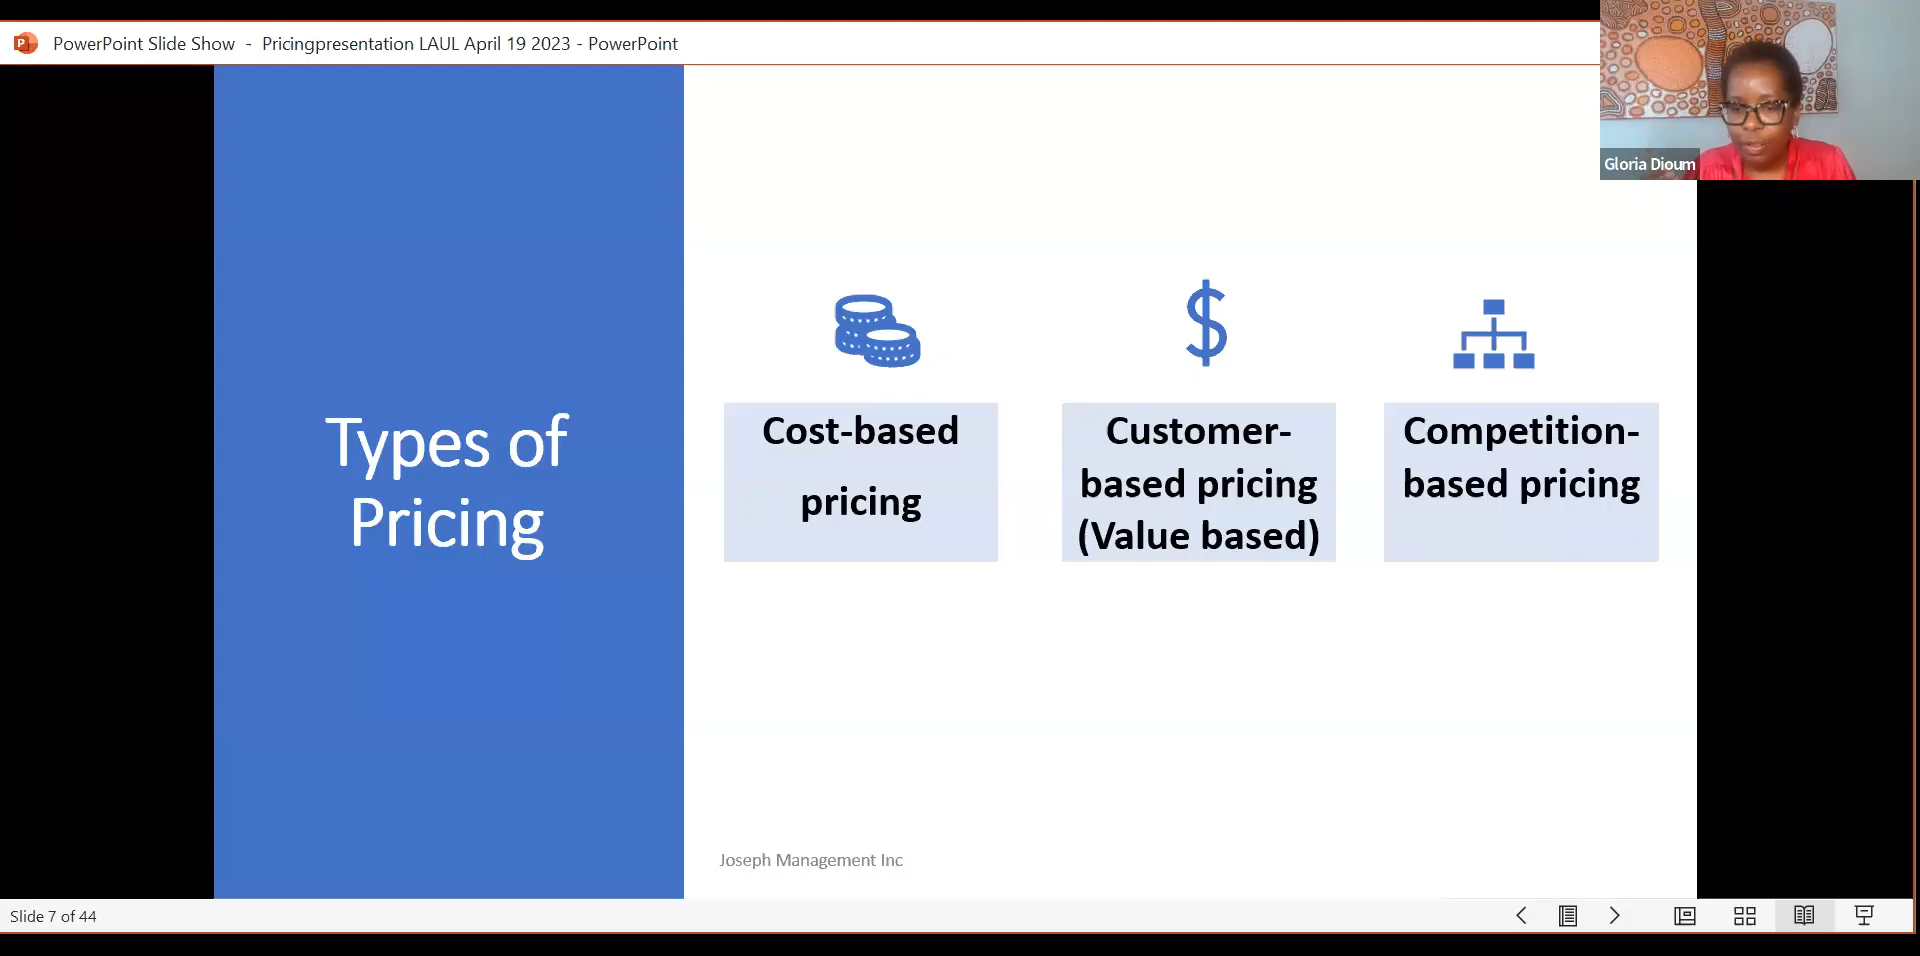 PowerPoint Slide Show - Pricingpresentation LAUL April 19 2023 - PowerPoint
Gloria Dioum
Types of
Pricing
$
Cost-based
pricing
Customer-
based pricing
(Value based)
Competition-
based pricing
Joseph Management Inc
Slide 7 of 44